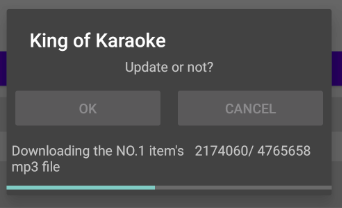 King of Karaoke
Update or not?
OK CANCEL
Downloading the NO.1 item's 2174060/ 4765658
mp3 file